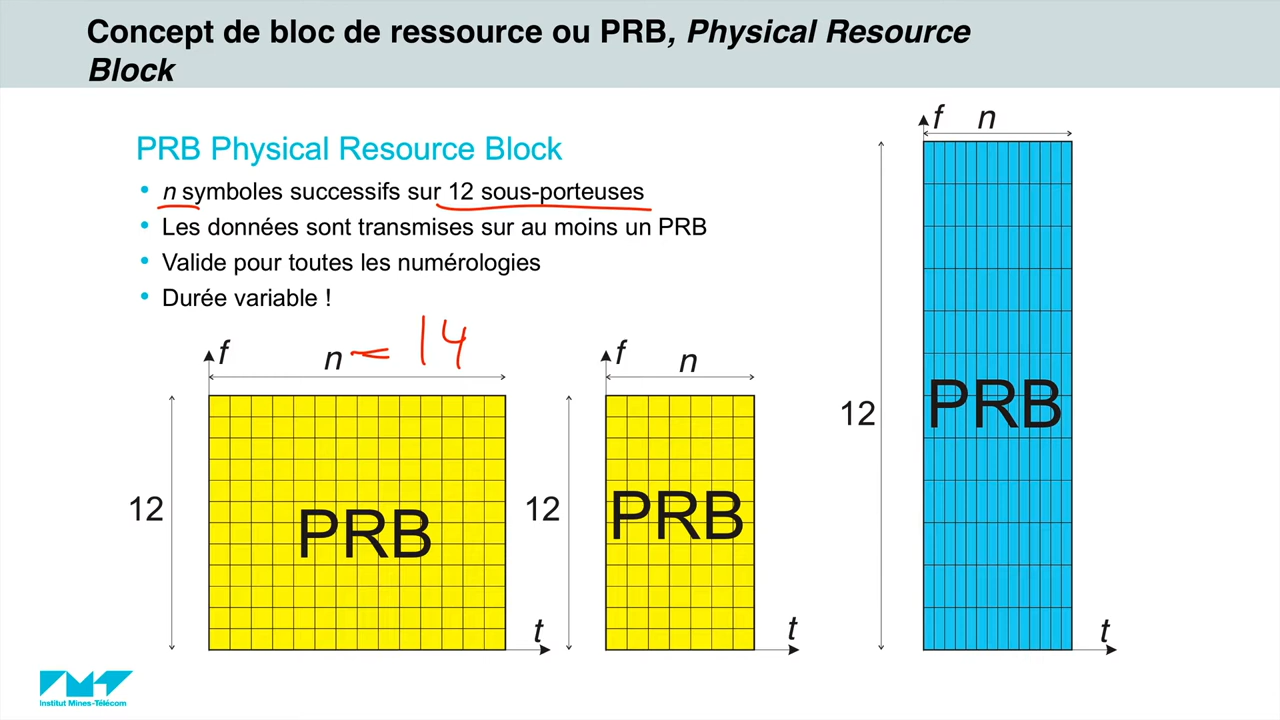 Concept de bloc de ressource ou PRB, Physical Resource
Block
PRB Physical Resource Block
• n symboles successifs sur 12 sous-porteuses
• Les données sont transmises sur au moins un PRB
• Valide pour toutes les numérologies
• Durée variable !
f n = 14
12
PRB
t
f n
12
PRB
t
f n
12
PRB
t
Institut Mines-Télécom